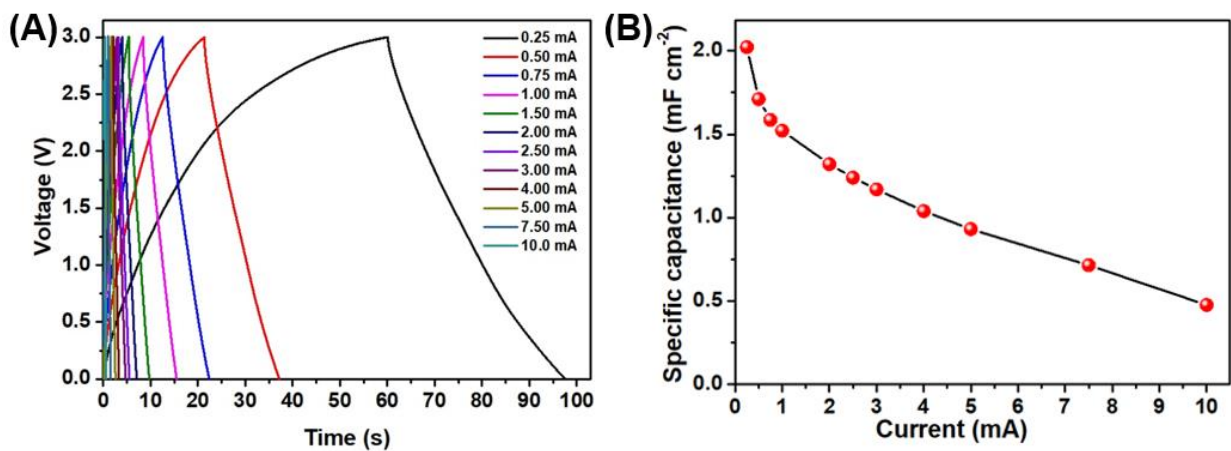 (A)
3.0
2.5
2.0
1.5
1.0
0.5
0.0
Voltage (V)
0 10 20 30 40 50 60 70 80 90 100
Time (s)
0.25 mA
0.50 mA
0.75 mA
1.00 mA
1.50 mA
2.00 mA
2.50 mA
3.00 mA
4.00 mA
5.00 mA
7.50 mA
10.0 mA
(B)
2.0
1.5
1.0
0.5
0.0
Specific capacitance (mF cm⁻²)
0 1 2 3 4 5 6 7 8 9 10
Current (mA)